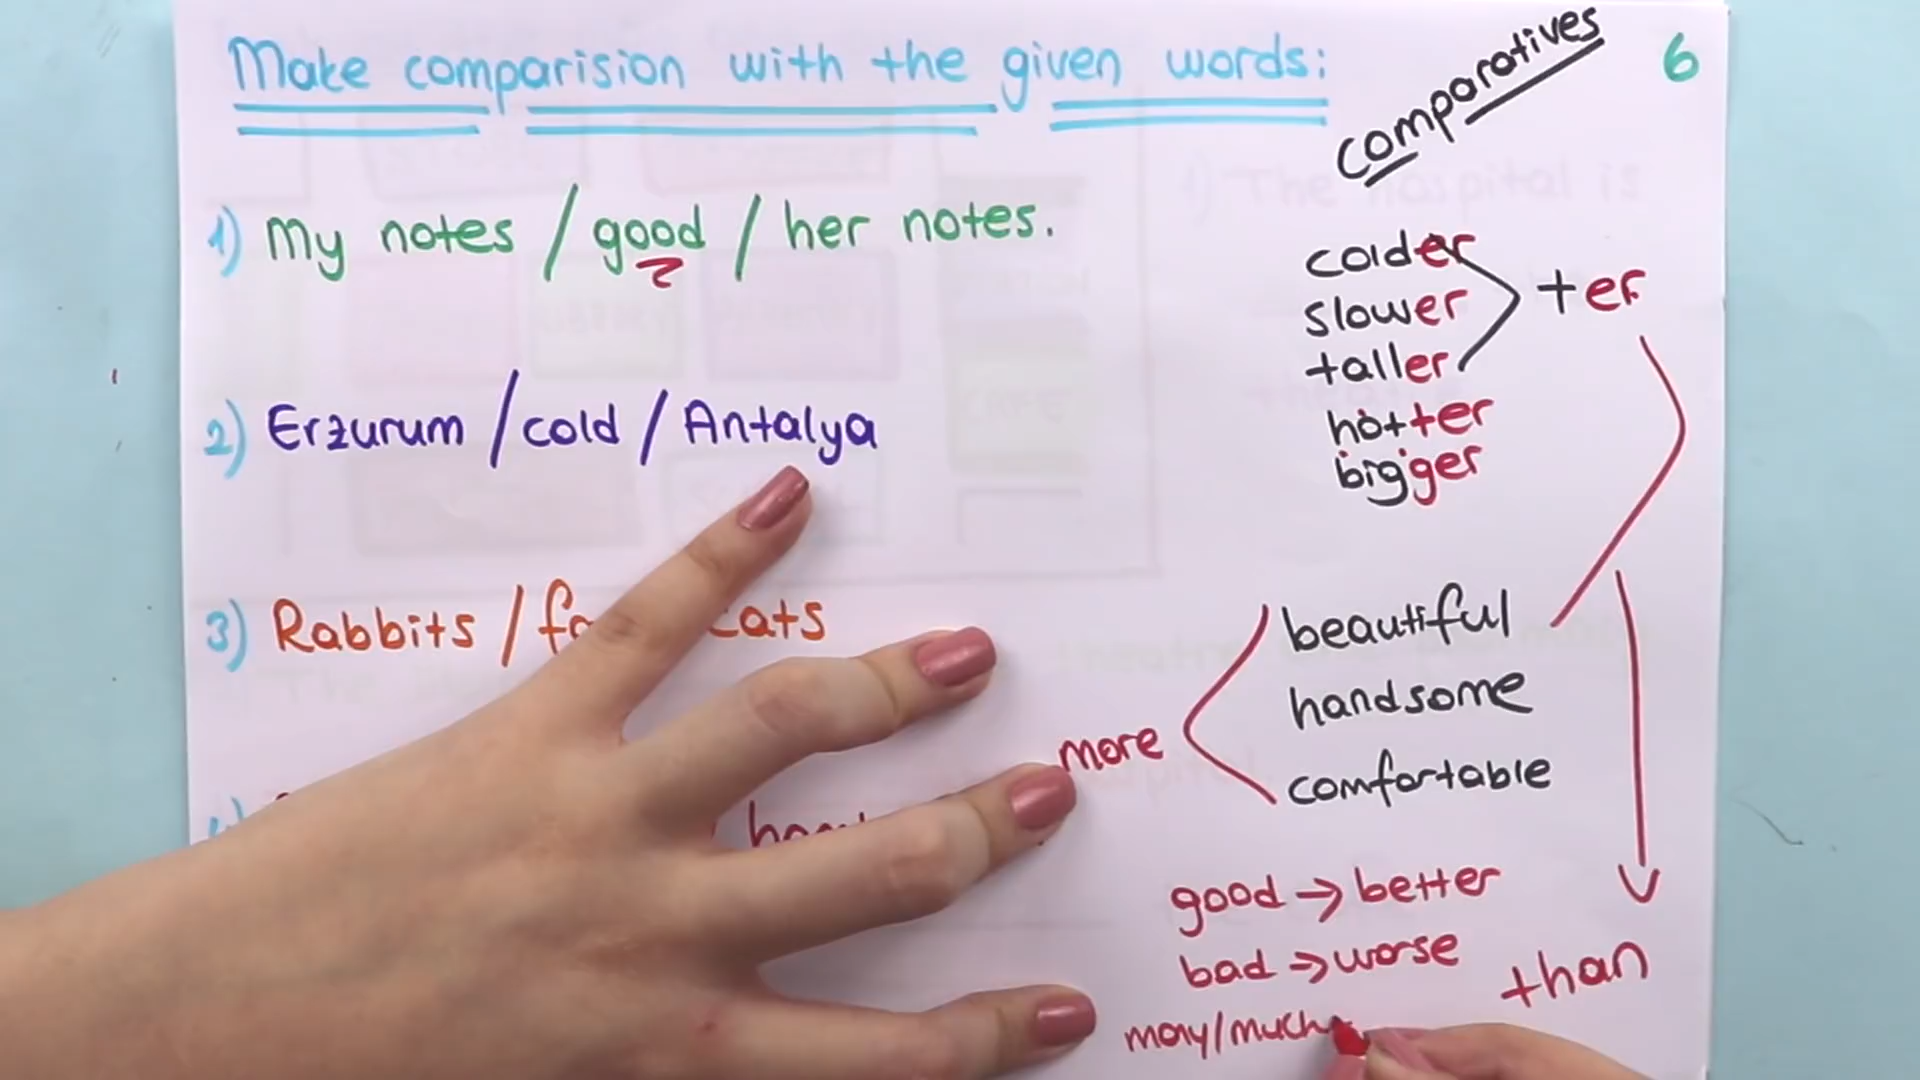 Make comparision with the given words:
Comparatives
6
1) My notes / good / her notes.
2) Erzurum / cold / Antalya
3) Rabbits / cats
colder
slower
taller
+er
hotter
bigger
more
beautiful
handsome
comfortable
good → better
bad → worse
many/much
than